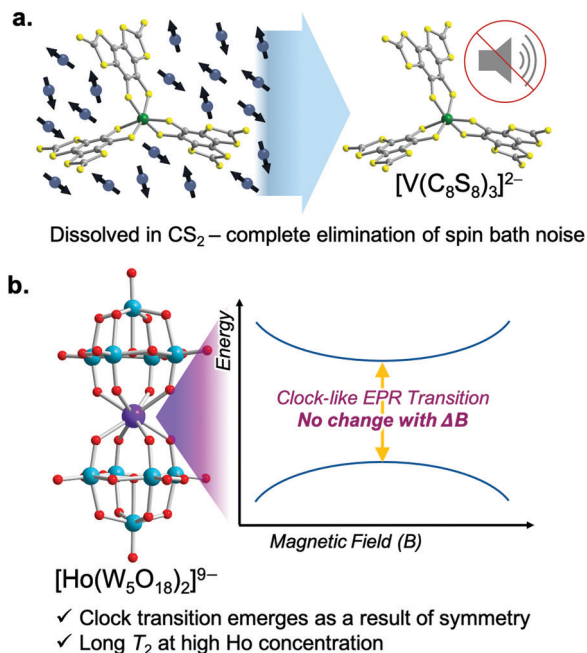 a.
[V(C₈S₈)₃]²⁻
Dissolved in CS₂ – complete elimination of spin bath noise
b.
Energy
Clock-like EPR Transition
No change with ΔB
Magnetic Field (B)
[Ho(W₅O₁₈)₂]⁹⁻
✓ Clock transition emerges as a result of symmetry
✓ Long T₂ at high Ho concentration